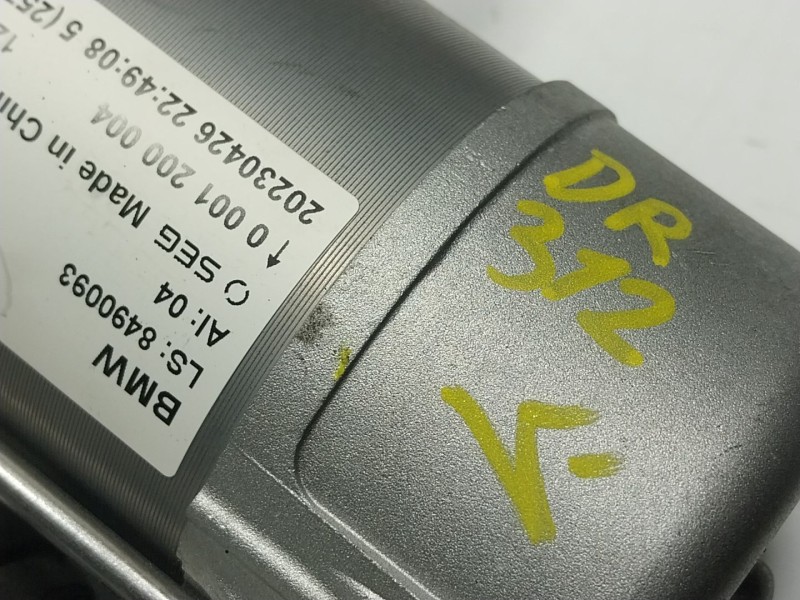 BMW
LS: 8490093
AI: 04
SEG Made in Chi
0 001 200 004
20230426 22:49:08 5 (25
12
DR
312
V.-